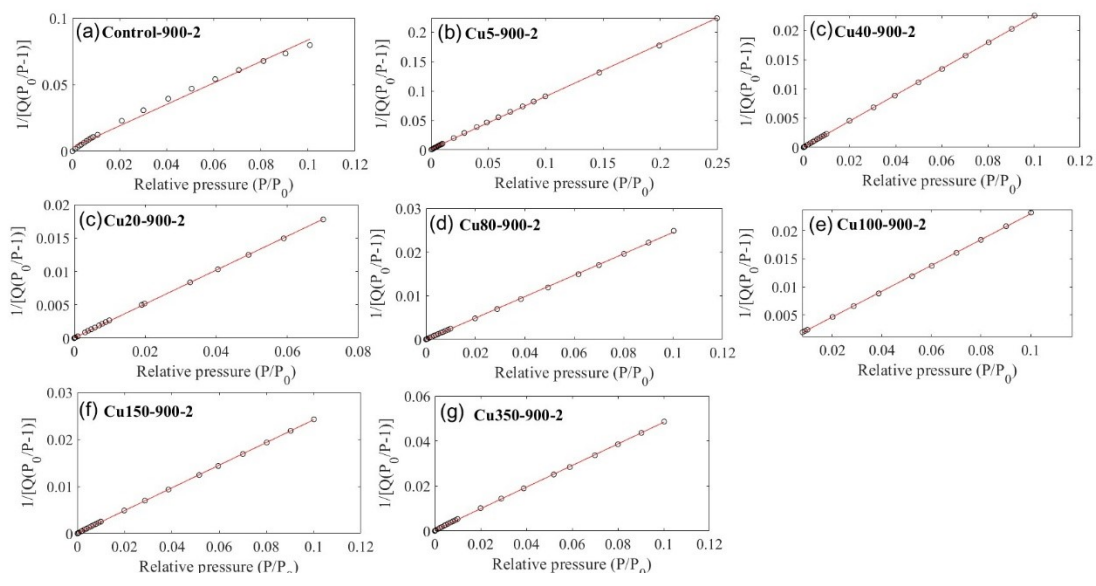 (a) Control-900-2
1/[Q(P0/P-1)]
0.1
0.05
0
0 0.02 0.04 0.06 0.08 0.1 0.12
Relative pressure (P/P0)
(b) Cu5-900-2
1/[Q(P0/P-1)]
0.2
0.15
0.1
0.05
0
0 0.05 0.1 0.15 0.2 0.25
Relative pressure (P/P0)
(c) Cu40-900-2
1/[Q(P0/P-1)]
0.02
0.015
0.01
0.005
0
0 0.02 0.04 0.06 0.08 0.1 0.12
Relative pressure (P/P0)
(c) Cu20-900-2
1/[Q(P0/P-1)]
0.02
0.015
0.01
0.005
0
0 0.02 0.04 0.06 0.08
Relative pressure (P/P0)
(d) Cu80-900-2
1/[Q(P0/P-1)]
0.03
0.02
0.01
0
0 0.02 0.04 0.06 0.08 0.1 0.12
Relative pressure (P/P0)
(e) Cu100-900-2
1/[Q(P0/P-1)]
0.02
0.015
0.01
0.005
0.02 0.04 0.06 0.08 0.1
Relative pressure (P/P0)
(f) Cu150-900-2
1/[Q(P0/P-1)]
0.03
0.02
0.01
0
0 0.02 0.04 0.06 0.08 0.1 0.12
Relative pressure (P/P0)
(g) Cu350-900-2
1/[Q(P0/P-1)]
0.06
0.04
0.02
0
0 0.02 0.04 0.06 0.08 0.1 0.12
Relative pressure (P/P0)